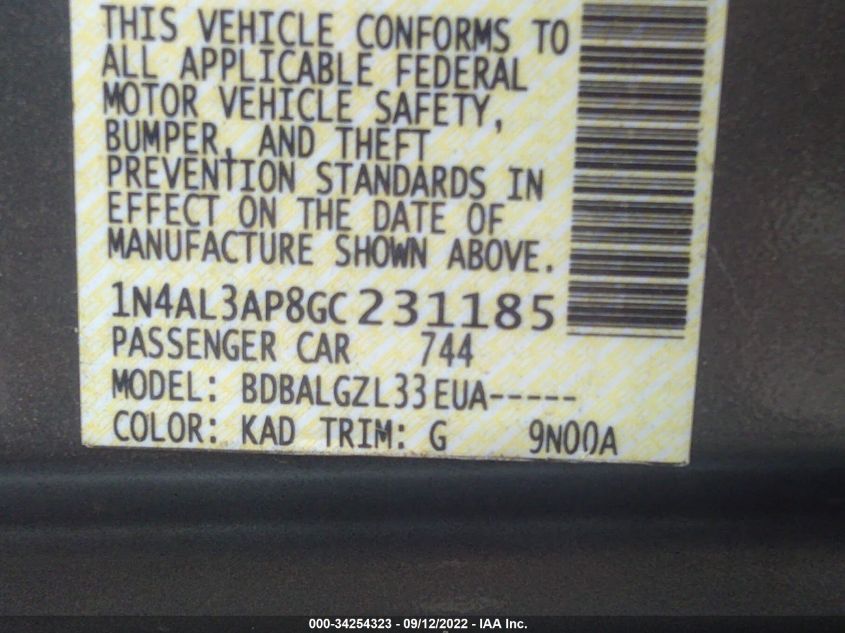 THIS VEHICLE CONFORMS TO
ALL APPLICABLE FEDERAL
MOTOR VEHICLE SAFETY,
BUMPER, AND THEFT
PREVENTION STANDARDS IN
EFFECT ON THE DATE OF
MANUFACTURE SHOWN ABOVE.
1N4AL3AP8GC231185
PASSENGER CAR 744
MODEL: BDBALGZL33EUA-----
COLOR: KAD TRIM: G 9N00A
000-34254323 - 09/12/2022 - IAA Inc.